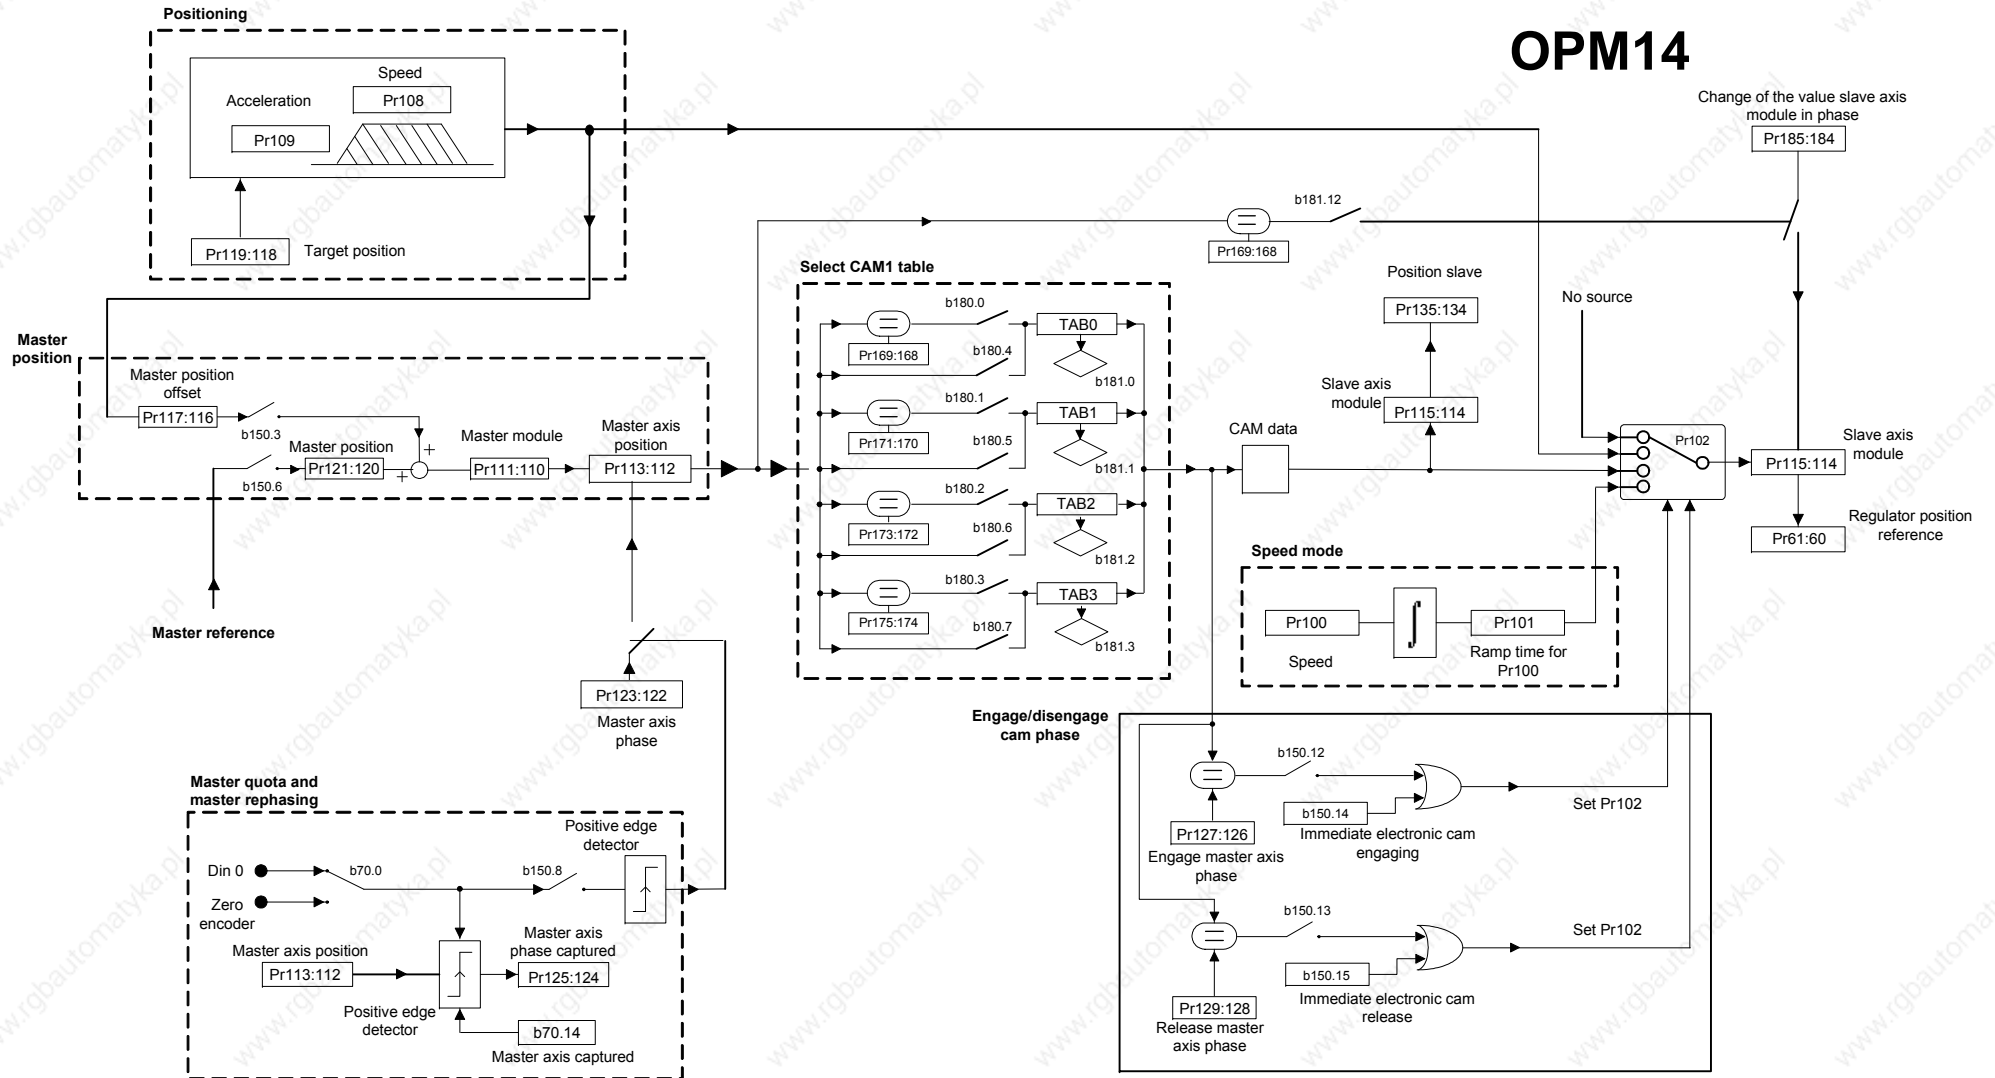 OPM14
Positioning
Speed
Pr108
Acceleration
Pr109
Pr119:118
Target position
Change of the value slave axis
module in phase
Pr185:184
b181.12
Pr169:168
Master
position
Master position
offset
Pr117:116
b150.3
Master position
Pr121:120
b150.6
+
+
Master module
Pr111:110
Master axis
position
Pr113:112
Master reference
Pr123:122
Master axis
phase
Select CAM1 table
b180.0
Pr169:168
b180.4
TAB0
b181.0
b180.1
Pr171:170
b180.5
TAB1
b181.1
b180.2
Pr173:172
b180.6
TAB2
b181.2
b180.3
Pr175:174
b180.7
TAB3
b181.3
Position slave
Pr135:134
Slave axis
module
Pr115:114
CAM data
No source
Pr102
Pr115:114
Slave axis
module
Regulator position
reference
Pr61:60
Speed mode
Pr100
Speed
∫
Pr101
Ramp time for
Pr100
Engage/disengage
cam phase
b150.12
b150.14
Immediate electronic cam
engaging
Set Pr102
Pr127:126
Engage master axis
phase
b150.13
b150.15
Immediate electronic cam
release
Set Pr102
Pr129:128
Release master
axis phase
Master quota and
master rephasing
Din 0
b70.0
Zero
encoder
b150.8
Positive edge
detector
Master axis position
Pr113:112
Master axis
phase captured
Pr125:124
Positive edge
detector
b70.14
Master axis captured
www.rgbautomatyka.pl